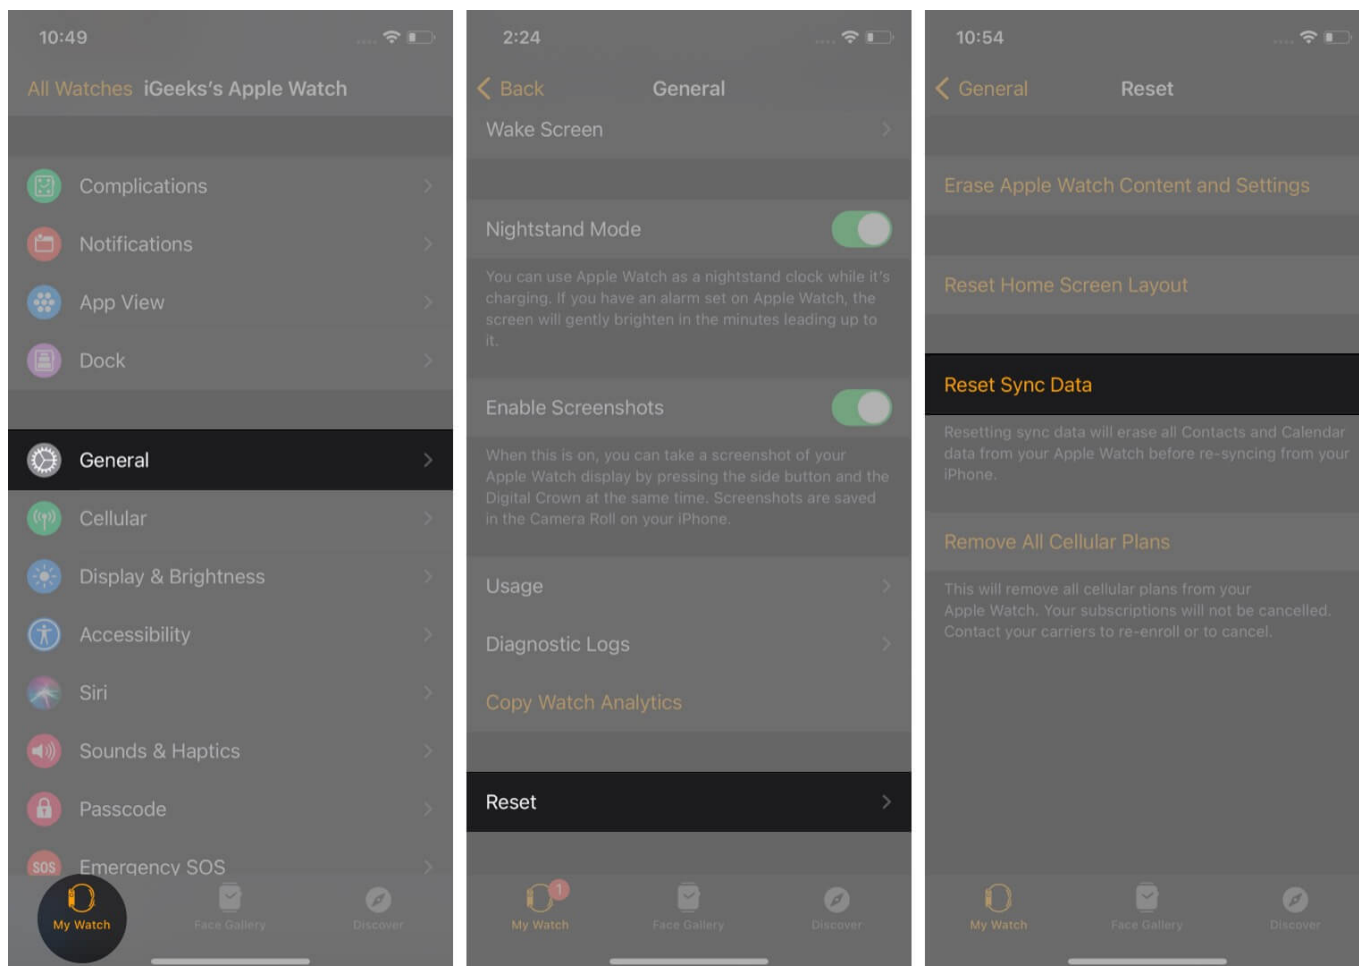 10:49
All Watches iGeeks's Apple Watch
Complications
Notifications
App View
Dock
General
Cellular
Display & Brightness
Accessibility
Siri
Sounds & Haptics
Passcode
SOS Emergency SOS
My Watch Face Gallery Discover
2:24
Back General
Wake Screen
Nightstand Mode
You can use Apple Watch as a nightstand clock while it's
charging. If you have an alarm set on Apple Watch, the
screen will gently brighten in the minutes leading up to
it.
Enable Screenshots
When this is on, you can take a screenshot of your
Apple Watch display by pressing the side button and the
Digital Crown at the same time. Screenshots are saved
in the Camera Roll on your iPhone.
Usage
Diagnostic Logs
Copy Watch Analytics
Reset
1
My Watch Face Gallery Discover
10:54
General Reset
Erase Apple Watch Content and Settings
Reset Home Screen Layout
Reset Sync Data
Resetting sync data will erase all Contacts and Calendar
data from your Apple Watch before re-syncing from your
iPhone.
Remove All Cellular Plans
This will remove all cellular plans from your
Apple Watch. Your subscriptions will not be cancelled.
Contact your carriers to re-enroll or to cancel.
My Watch Face Gallery Discover